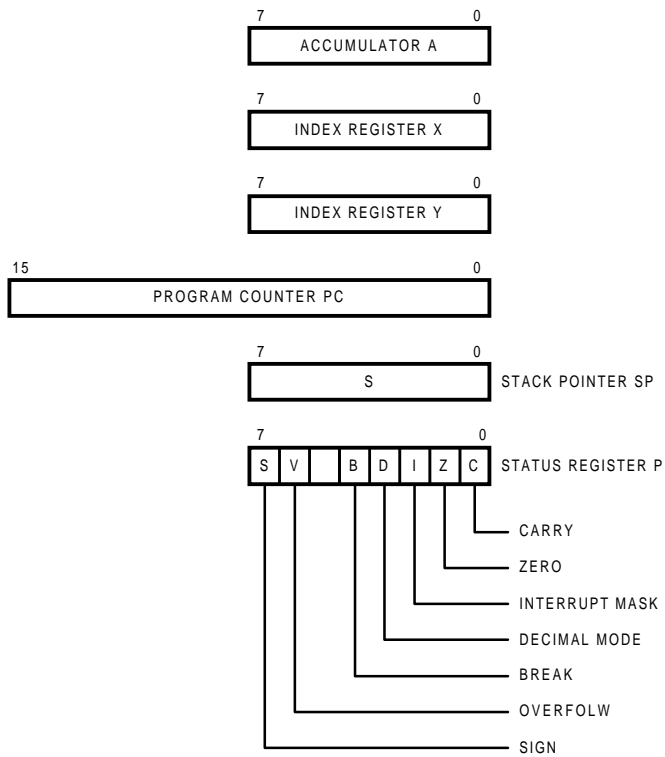 7 0
ACCUMULATOR A
7 0
INDEX REGISTER X
7 0
INDEX REGISTER Y
15 0
PROGRAM COUNTER PC
7 0
S STACK POINTER SP
7 0
S V B D I Z C STATUS REGISTER P
CARRY
ZERO
INTERRUPT MASK
DECIMAL MODE
BREAK
OVERFOLW
SIGN